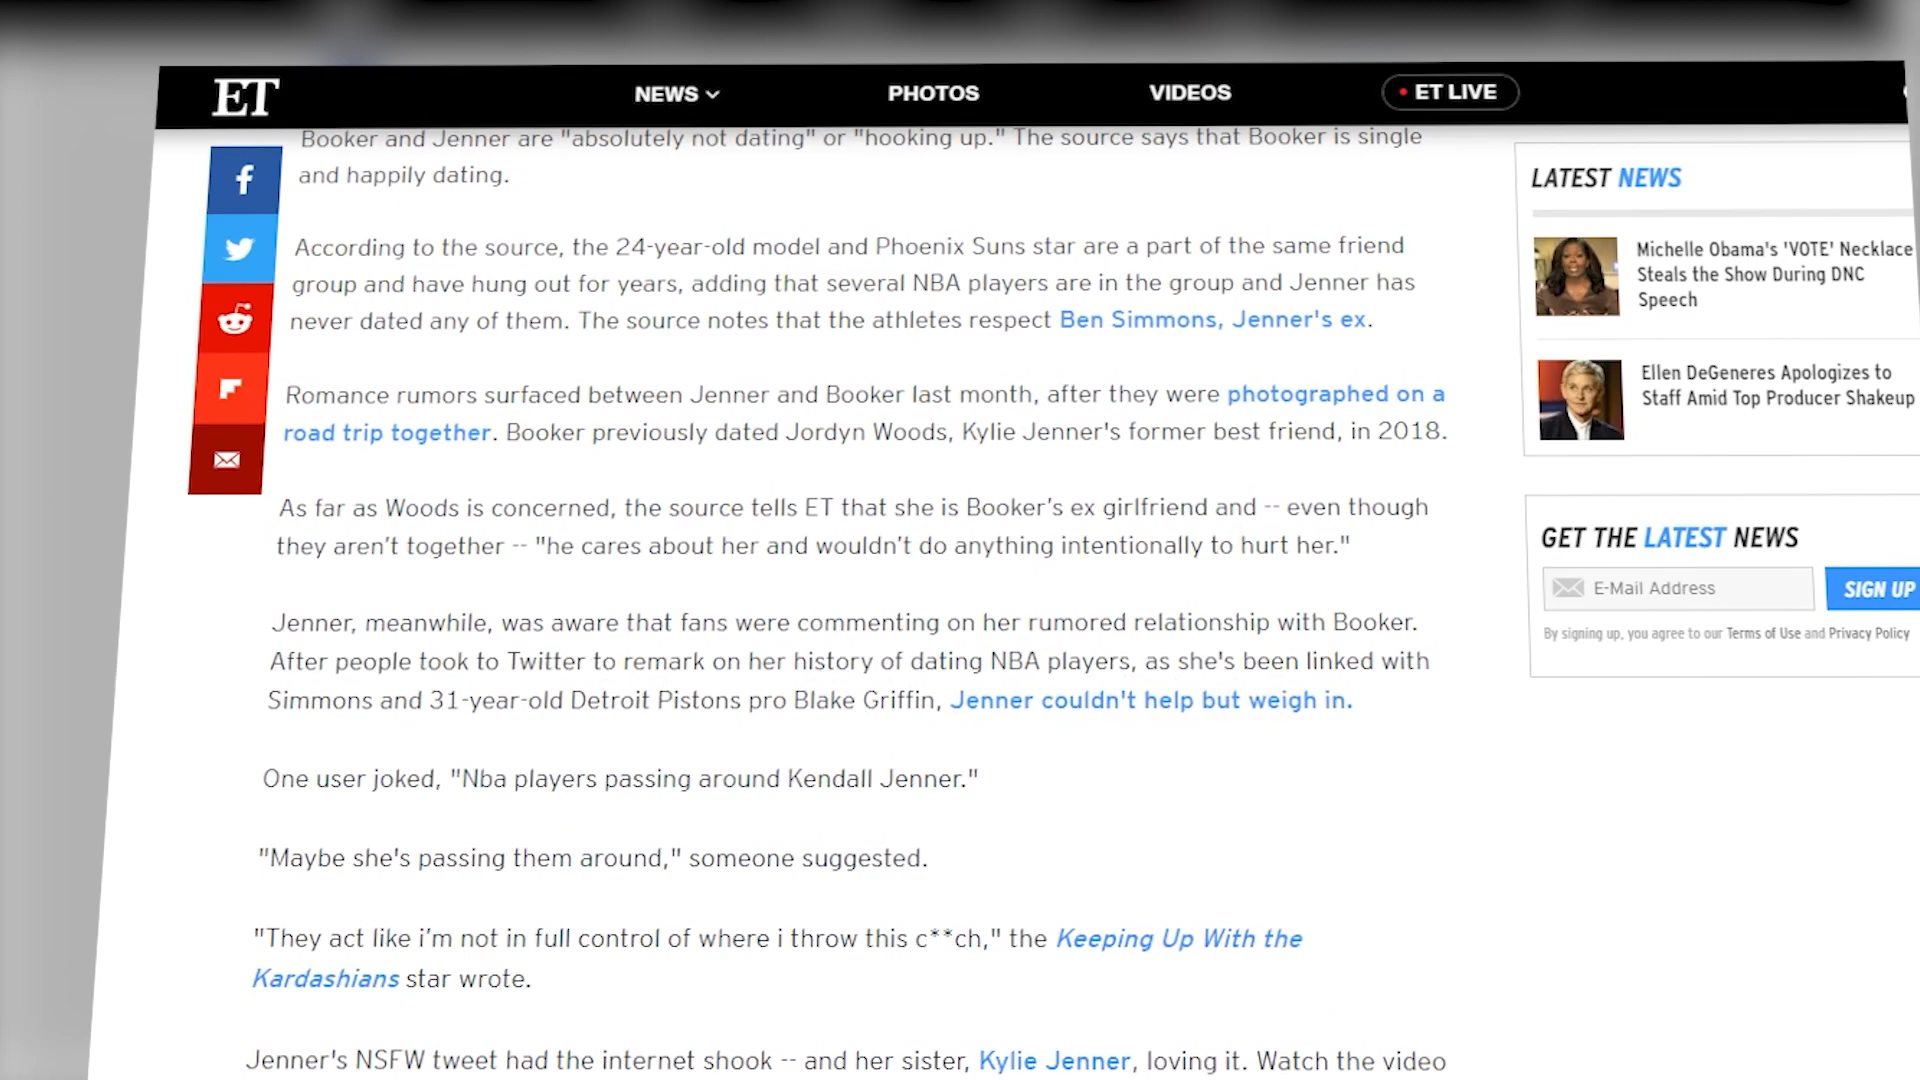 ET
NEWS
PHOTOS
VIDEOS
ET LIVE
Booker and Jenner are "absolutely not dating" or "hooking up." The source says that Booker is single
and happily dating.
According to the source, the 24-year-old model and Phoenix Suns star are a part of the same friend
group and have hung out for years, adding that several NBA players are in the group and Jenner has
never dated any of them. The source notes that the athletes respect Ben Simmons, Jenner's ex.
Romance rumors surfaced between Jenner and Booker last month, after they were photographed on a
road trip together. Booker previously dated Jordyn Woods, Kylie Jenner's former best friend, in 2018.
As far as Woods is concerned, the source tells ET that she is Booker’s ex girlfriend and -- even though
they aren’t together -- "he cares about her and wouldn’t do anything intentionally to hurt her."
Jenner, meanwhile, was aware that fans were commenting on her rumored relationship with Booker.
After people took to Twitter to remark on her history of dating NBA players, as she's been linked with
Simmons and 31-year-old Detroit Pistons pro Blake Griffin, Jenner couldn't help but weigh in.
One user joked, "Nba players passing around Kendall Jenner."
"Maybe she's passing them around," someone suggested.
"They act like i’m not in full control of where i throw this c**ch," the Keeping Up With the
Kardashians star wrote.
Jenner's NSFW tweet had the internet shook -- and her sister, Kylie Jenner, loving it. Watch the video
LATEST NEWS
Michelle Obama's 'VOTE' Necklace
Steals the Show During DNC
Speech
Ellen DeGeneres Apologizes to
Staff Amid Top Producer Shakeup
GET THE LATEST NEWS
E-Mail Address
SIGN UP
By signing up, you agree to our Terms of Use and Privacy Policy